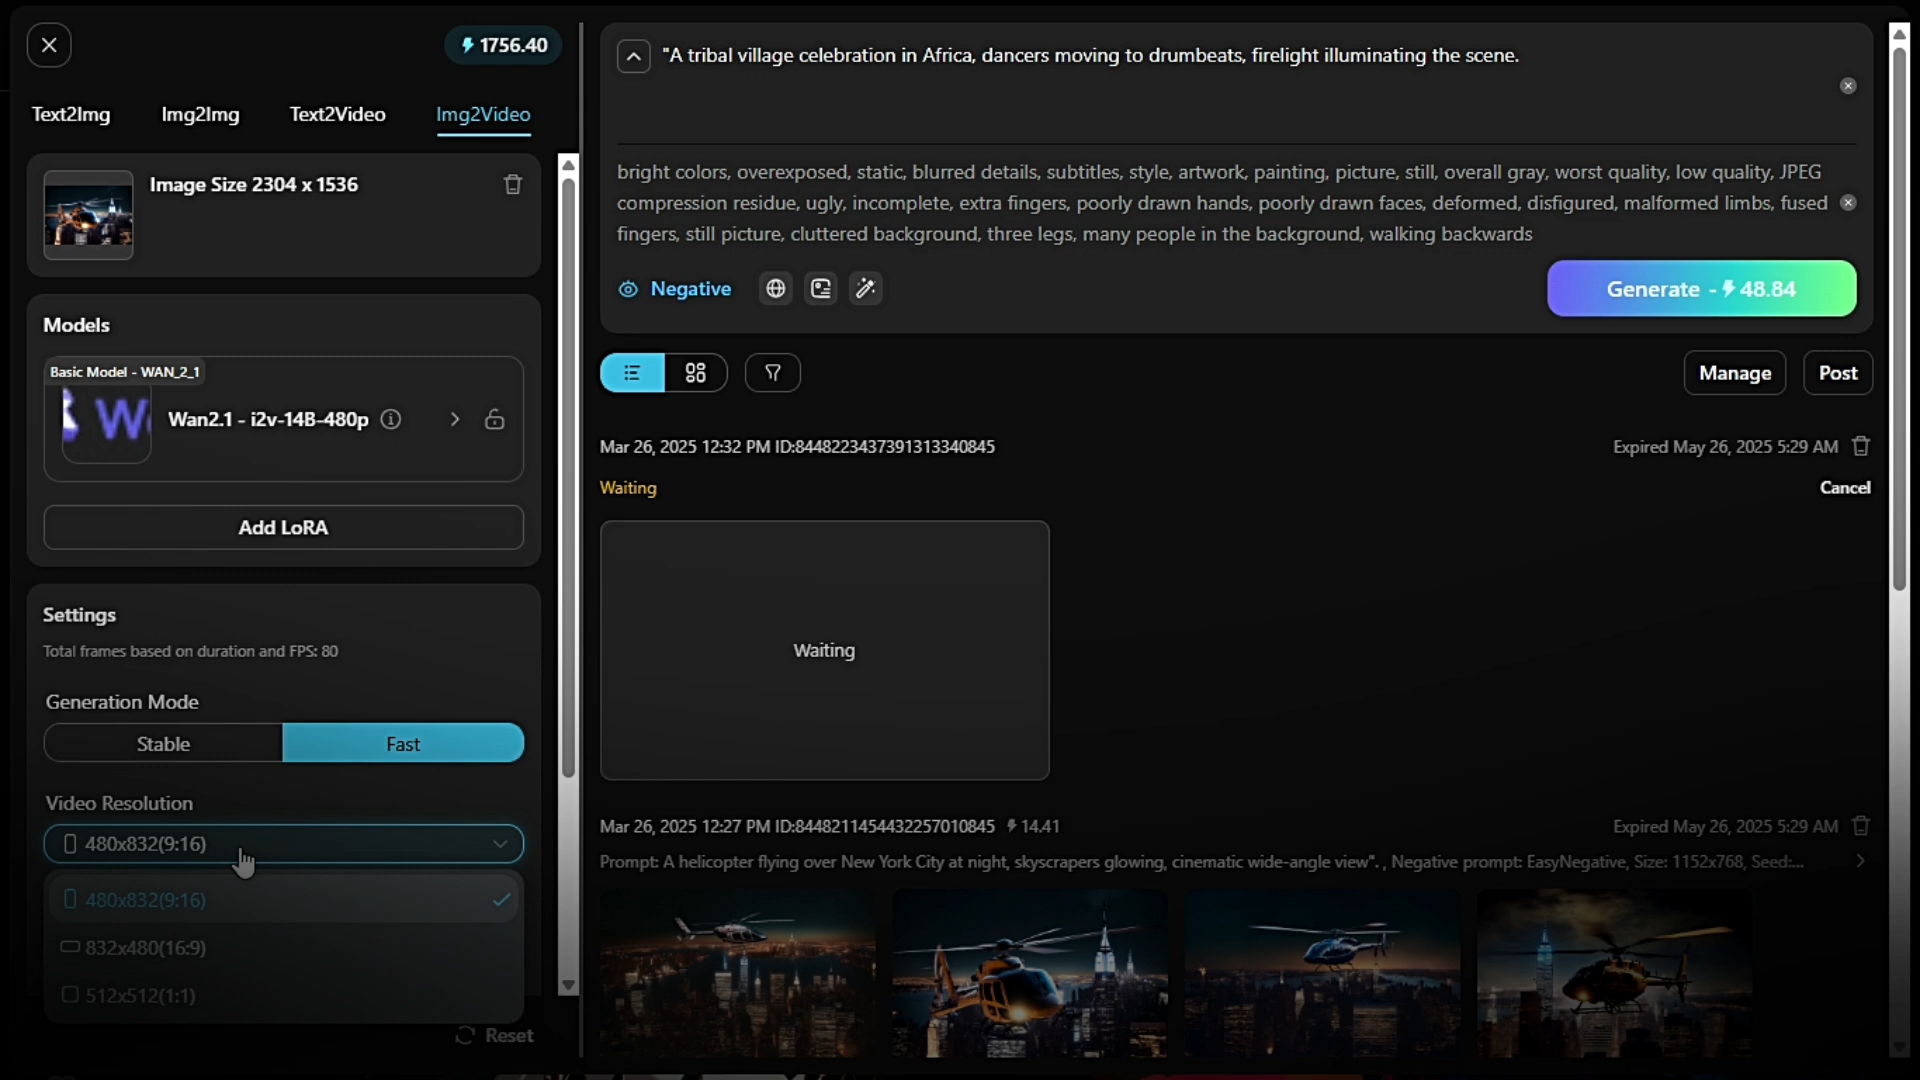 1756.40
Text2Img
Img2Img
Text2Video
Img2Video
Image Size 2304 x 1536
Models
Basic Model - WAN_2_1
Wan2.1 - i2v-14B-480p
Add LoRA
Settings
Total frames based on duration and FPS: 80
Generation Mode
Stable
Fast
Video Resolution
480x832(9:16)
480x832(9:16)
832x480(16:9)
512x512(1:1)
Reset
"A tribal village celebration in Africa, dancers moving to drumbeats, firelight illuminating the scene.
bright colors, overexposed, static, blurred details, subtitles, style, artwork, painting, picture, still, overall gray, worst quality, low quality, JPEG
compression residue, ugly, incomplete, extra fingers, poorly drawn hands, poorly drawn faces, deformed, disfigured, malformed limbs, fused
fingers, still picture, cluttered background, three legs, many people in the background, walking backwards
Negative
Generate - 48.84
Manage
Post
Mar 26, 2025 12:32 PM ID:844822343739131334​0845
Expired May 26, 2025 5:29 AM
Waiting
Cancel
Waiting
Mar 26, 2025 12:27 PM ID:844821145443225701​0845 14.41
Expired May 26, 2025 5:29 AM
Prompt: A helicopter flying over New York City at night, skyscrapers glowing, cinematic wide-angle view". , Negative prompt: EasyNegative, Size: 1152x768, Seed:...